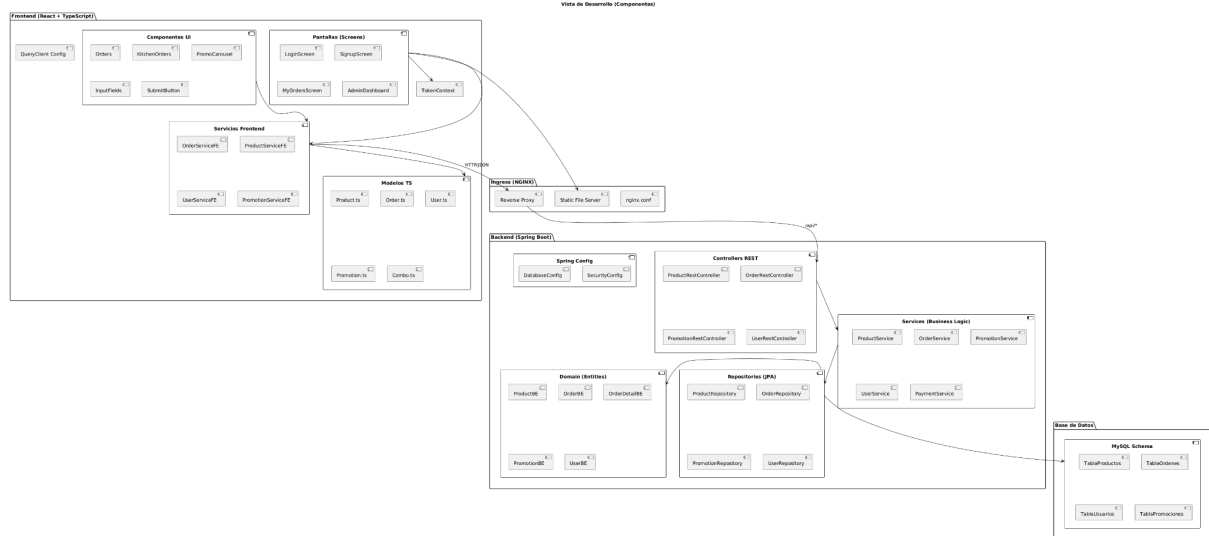 Vista de Desarrollo (Componentes)
Frontend (React + TypeScript)
QueryClient Config
Componentes UI
Orders
KitchenOrders
PromoCarousel
InputFields
SubmitButton
Pantallas (Screens)
LoginScreen
SignupScreen
MyOrdersScreen
AdminDashboard
TokenContext
Servicios Frontend
OrderServiceFE
ProductServiceFE
UserServiceFE
PromotionServiceFE
HTTP/JSON
Modelos TS
Product.ts
Order.ts
User.ts
Promotion.ts
Combo.ts
Ingress (NGINX)
Reverse Proxy
Static File Server
nginx.conf
/api/*
Backend (Spring Boot)
Spring Config
DatabaseConfig
SecurityConfig
Controllers REST
ProductRestController
OrderRestController
PromotionRestController
UserRestController
Services (Business Logic)
ProductService
OrderService
PromotionService
UserService
PaymentService
Domain (Entities)
ProductBE
OrderBE
OrderDetailBE
PromotionBE
UserBE
Repositories (JPA)
ProductRepository
OrderRepository
PromotionRepository
UserRepository
Base de Datos
MySQL Schema
TablaProductos
TablaOrdenes
TablaUsuarios
TablaPromociones